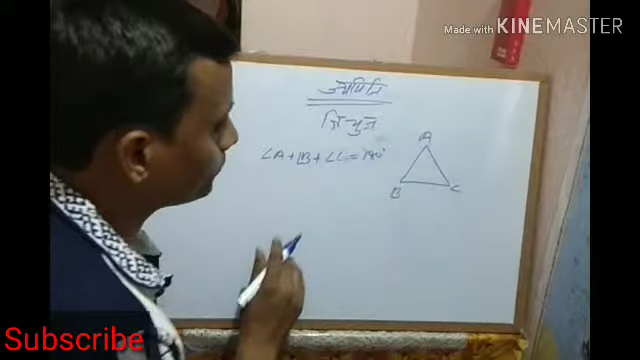 Made with KINEMASTER
ज्यामिति
त्रिभुज
∠A + ∠B + ∠C = 180°
A
B
C
Subscribe